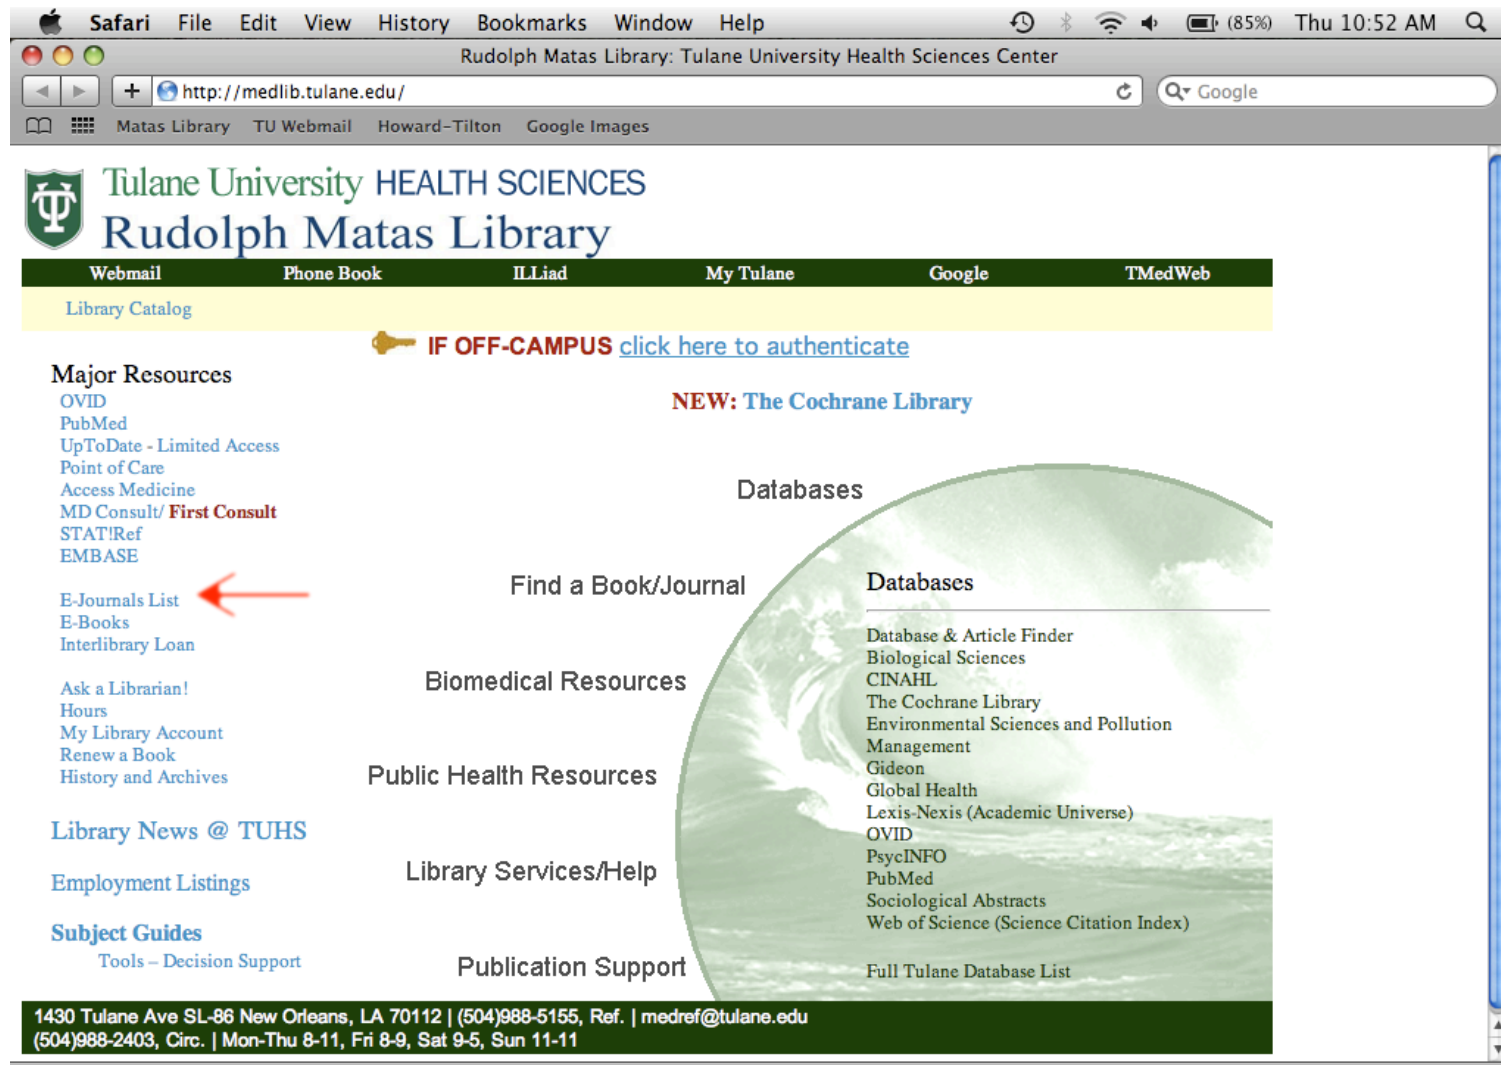 Safari File Edit View History Bookmarks Window Help (85%) Thu 10:52 AM
Rudolph Matas Library: Tulane University Health Sciences Center
http://medlib.tulane.edu/ Google
Matas Library TU Webmail Howard-Tilton Google Images
Tulane University HEALTH SCIENCES
Rudolph Matas Library
Webmail Phone Book ILLiad My Tulane Google TMedWeb
Library Catalog
IF OFF-CAMPUS click here to authenticate
NEW: The Cochrane Library
Major Resources
OVID
PubMed
UpToDate - Limited Access
Point of Care
Access Medicine
MD Consult/ First Consult
STAT!Ref
EMBASE
E-Journals List
E-Books
Interlibrary Loan
Ask a Librarian!
Hours
My Library Account
Renew a Book
History and Archives
Library News @ TUHS
Employment Listings
Subject Guides
Tools – Decision Support
Databases
Find a Book/Journal
Biomedical Resources
Public Health Resources
Library Services/Help
Publication Support
Databases
Database & Article Finder
Biological Sciences
CINAHL
The Cochrane Library
Environmental Sciences and Pollution
Management
Gideon
Global Health
Lexis-Nexis (Academic Universe)
OVID
PsycINFO
PubMed
Sociological Abstracts
Web of Science (Science Citation Index)
Full Tulane Database List
1430 Tulane Ave SL-86 New Orleans, LA 70112 | (504)988-5155, Ref. | medref@tulane.edu
(504)988-2403, Circ. | Mon-Thu 8-11, Fri 8-9, Sat 9-5, Sun 11-11